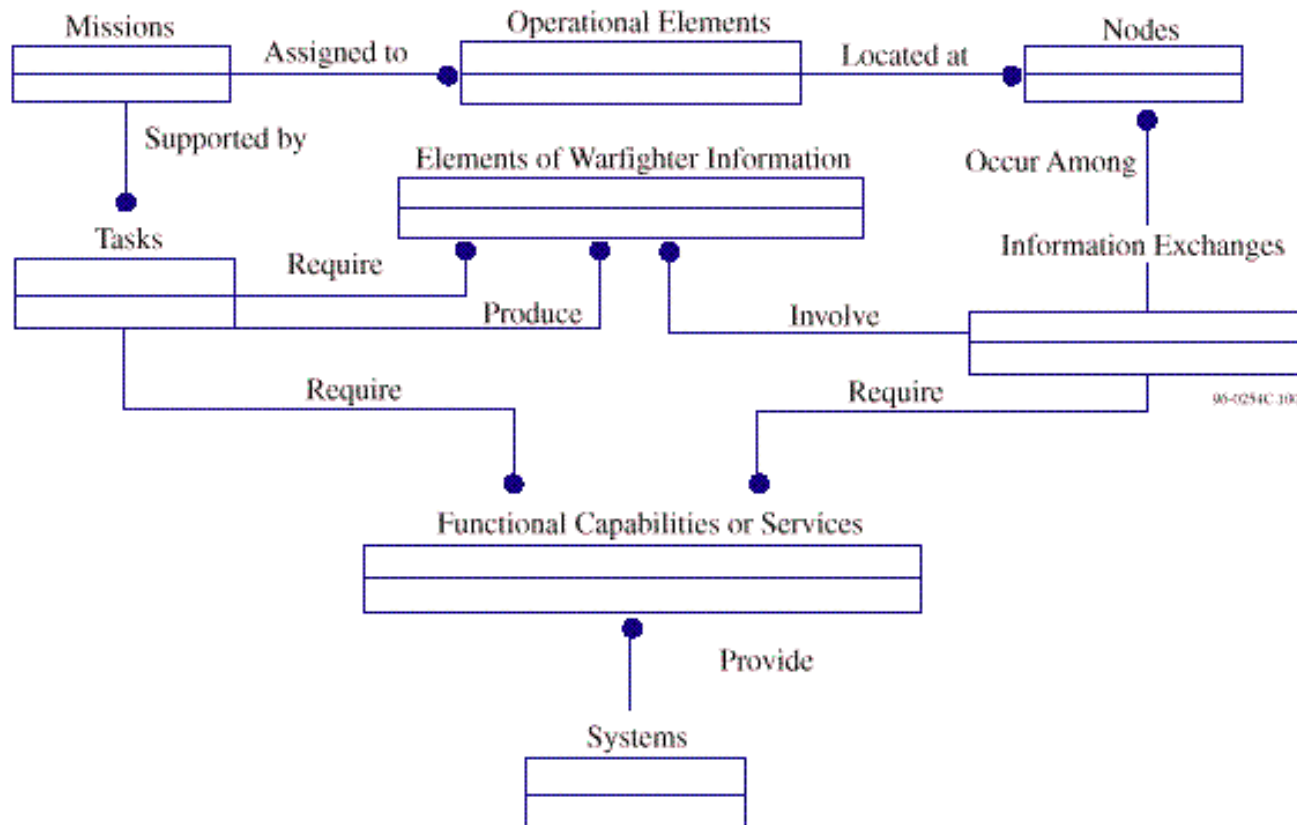 Missions
Operational Elements
Nodes
Assigned to
Located at
Supported by
Elements of Warfighter Information
Occur Among
Tasks
Require
Information Exchanges
Produce
Involve
Require
Require
Functional Capabilities or Services
Provide
Systems